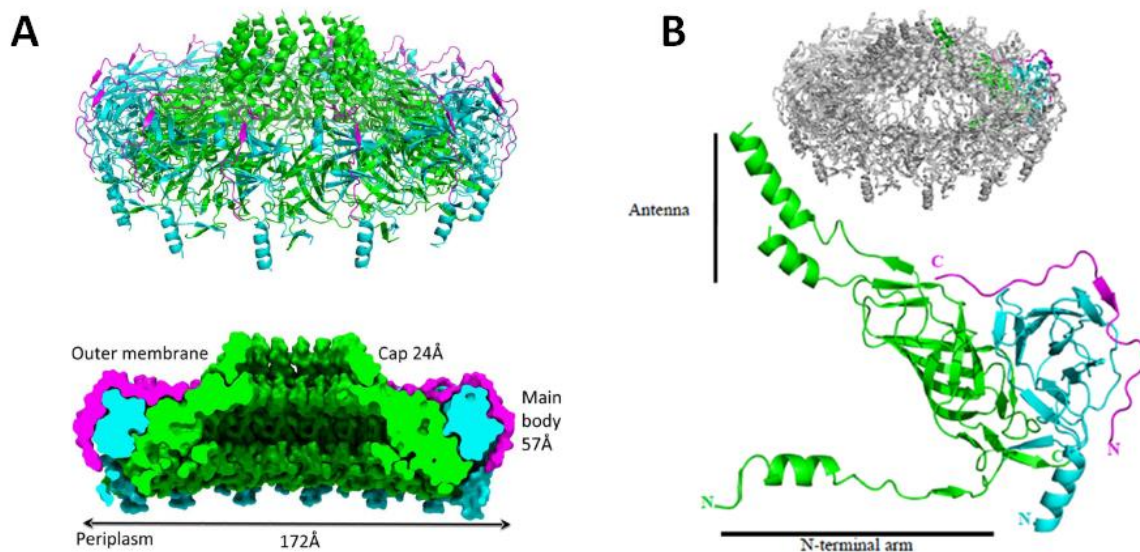 A
B
Outer membrane
Cap 24Å
Main
body
57Å
Periplasm
172Å
Antenna
C
N
C
N
N
N-terminal arm